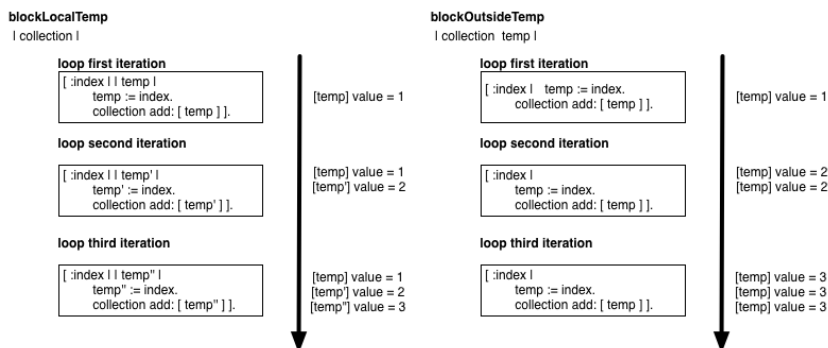 blockLocalTemp
| collection |
loop first iteration
[ :index | | temp |
temp := index.
collection add: [ temp ] ].
[temp] value = 1
loop second iteration
[ :index | | temp' |
temp' := index.
collection add: [ temp' ] ].
[temp] value = 1
[temp'] value = 2
loop third iteration
[ :index | | temp'' |
temp'' := index.
collection add: [ temp'' ] ].
[temp] value = 1
[temp'] value = 2
[temp''] value = 3
blockOutsideTemp
| collection temp |
loop first iteration
[ :index | temp := index.
collection add: [ temp ] ].
[temp] value = 1
loop second iteration
[ :index |
temp := index.
collection add: [ temp ] ].
[temp] value = 2
[temp] value = 2
loop third iteration
[ :index |
temp := index.
collection add: [ temp ] ].
[temp] value = 3
[temp] value = 3
[temp] value = 3